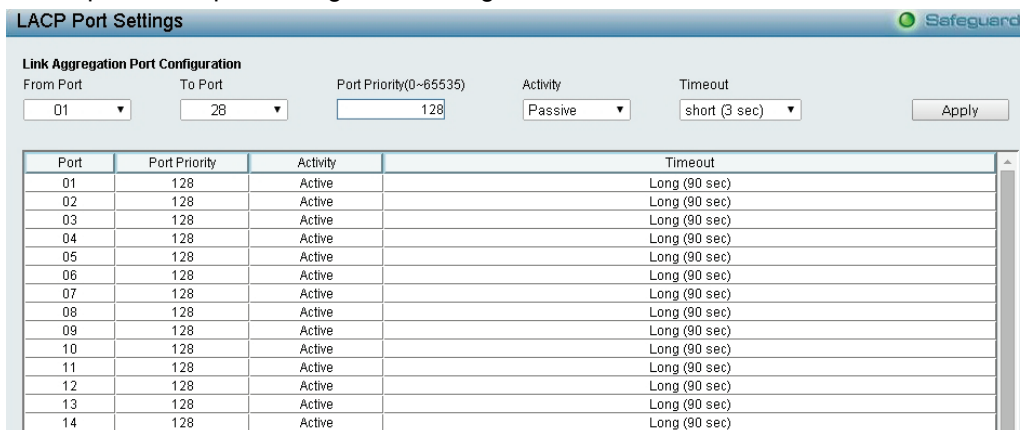 LACP Port Settings
Safeguard
Link Aggregation Port Configuration
From Port To Port Port Priority(0~65535) Activity Timeout
01 28 128 Passive short (3 sec) Apply
Port Port Priority Activity Timeout
01 128 Active Long (90 sec)
02 128 Active Long (90 sec)
03 128 Active Long (90 sec)
04 128 Active Long (90 sec)
05 128 Active Long (90 sec)
06 128 Active Long (90 sec)
07 128 Active Long (90 sec)
08 128 Active Long (90 sec)
09 128 Active Long (90 sec)
10 128 Active Long (90 sec)
11 128 Active Long (90 sec)
12 128 Active Long (90 sec)
13 128 Active Long (90 sec)
14 128 Active Long (90 sec)